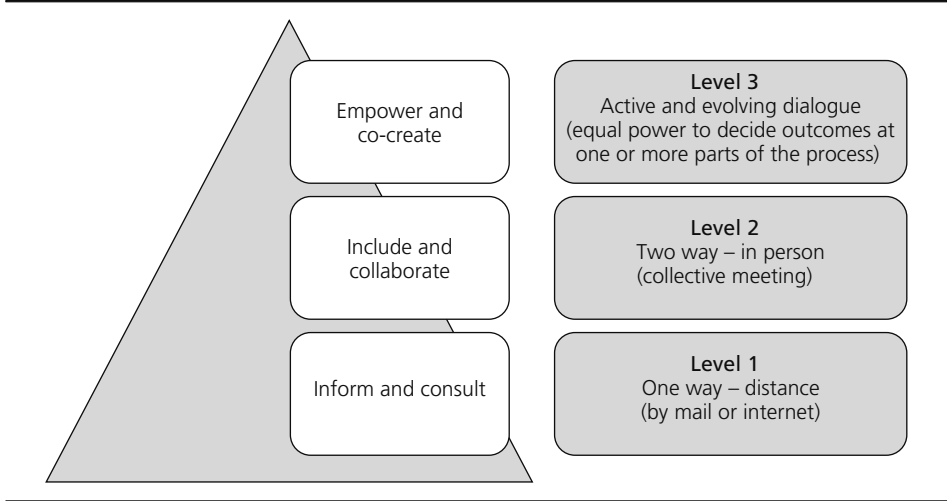 Empower and
co-create
Level 3
Active and evolving dialogue
(equal power to decide outcomes at
one or more parts of the process)
Include and
collaborate
Level 2
Two way – in person
(collective meeting)
Inform and consult
Level 1
One way – distance
(by mail or internet)